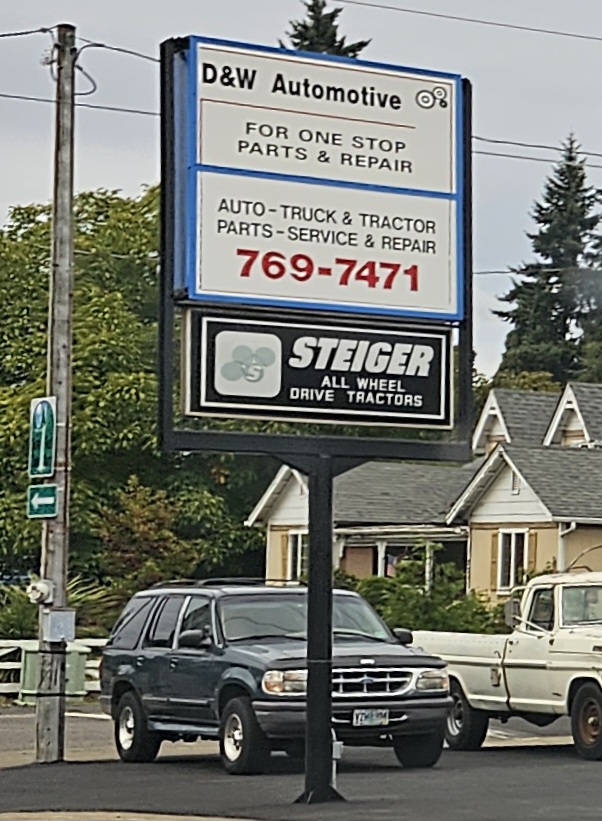 D&W Automotive
FOR ONE STOP
PARTS & REPAIR
AUTO-TRUCK & TRACTOR
PARTS-SERVICE & REPAIR
769-7471
S
STEIGER
ALL WHEEL
DRIVE TRACTORS